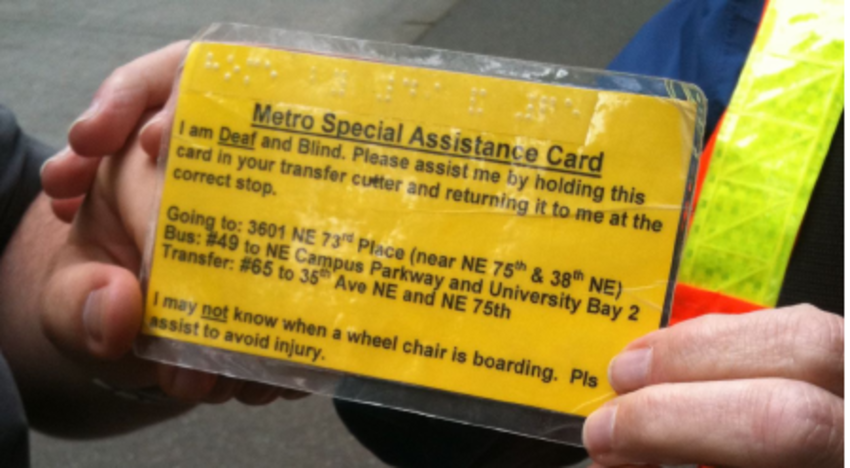 Metro Special Assistance Card
I am Deaf and Blind. Please assist me by holding this
card in your transfer cutter and returning it to me at the
correct stop.
Going to: 3601 NE 73rd Place (near NE 75th & 38th NE)
Bus: #49 to NE Campus Parkway and University Bay 2
Transfer: #65 to 35th Ave NE and NE 75th
I may not know when a wheel chair is boarding. Pls
assist to avoid injury.